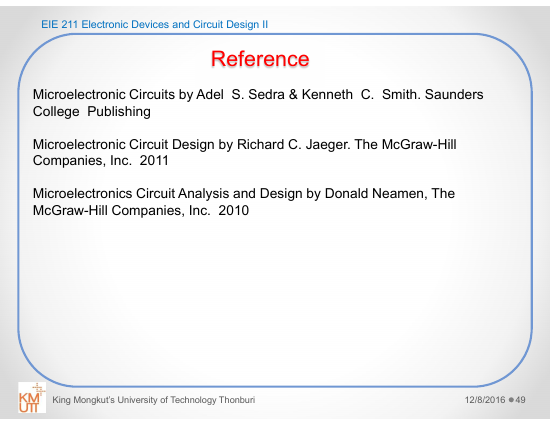 EIE 211 Electronic Devices and Circuit Design II
Reference
Microelectronic Circuits by Adel S. Sedra & Kenneth C. Smith. Saunders
College Publishing
Microelectronic Circuit Design by Richard C. Jaeger. The McGraw-Hill
Companies, Inc. 2011
Microelectronics Circuit Analysis and Design by Donald Neamen, The
McGraw-Hill Companies, Inc. 2010
KM
UTT
King Mongkut's University of Technology Thonburi
12/8/2016 ●49